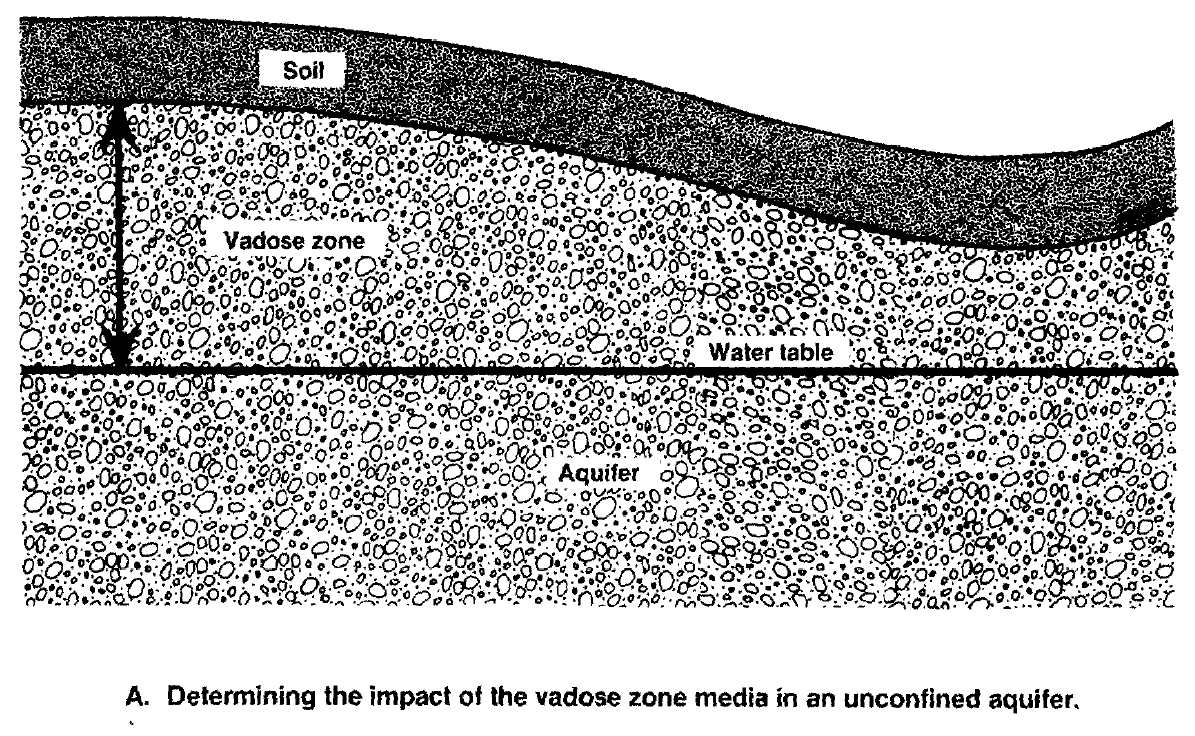 Soil
Vadose zone
Water table
Aquifer
A. Determining the impact of the vadose zone media in an unconfined aquifer.